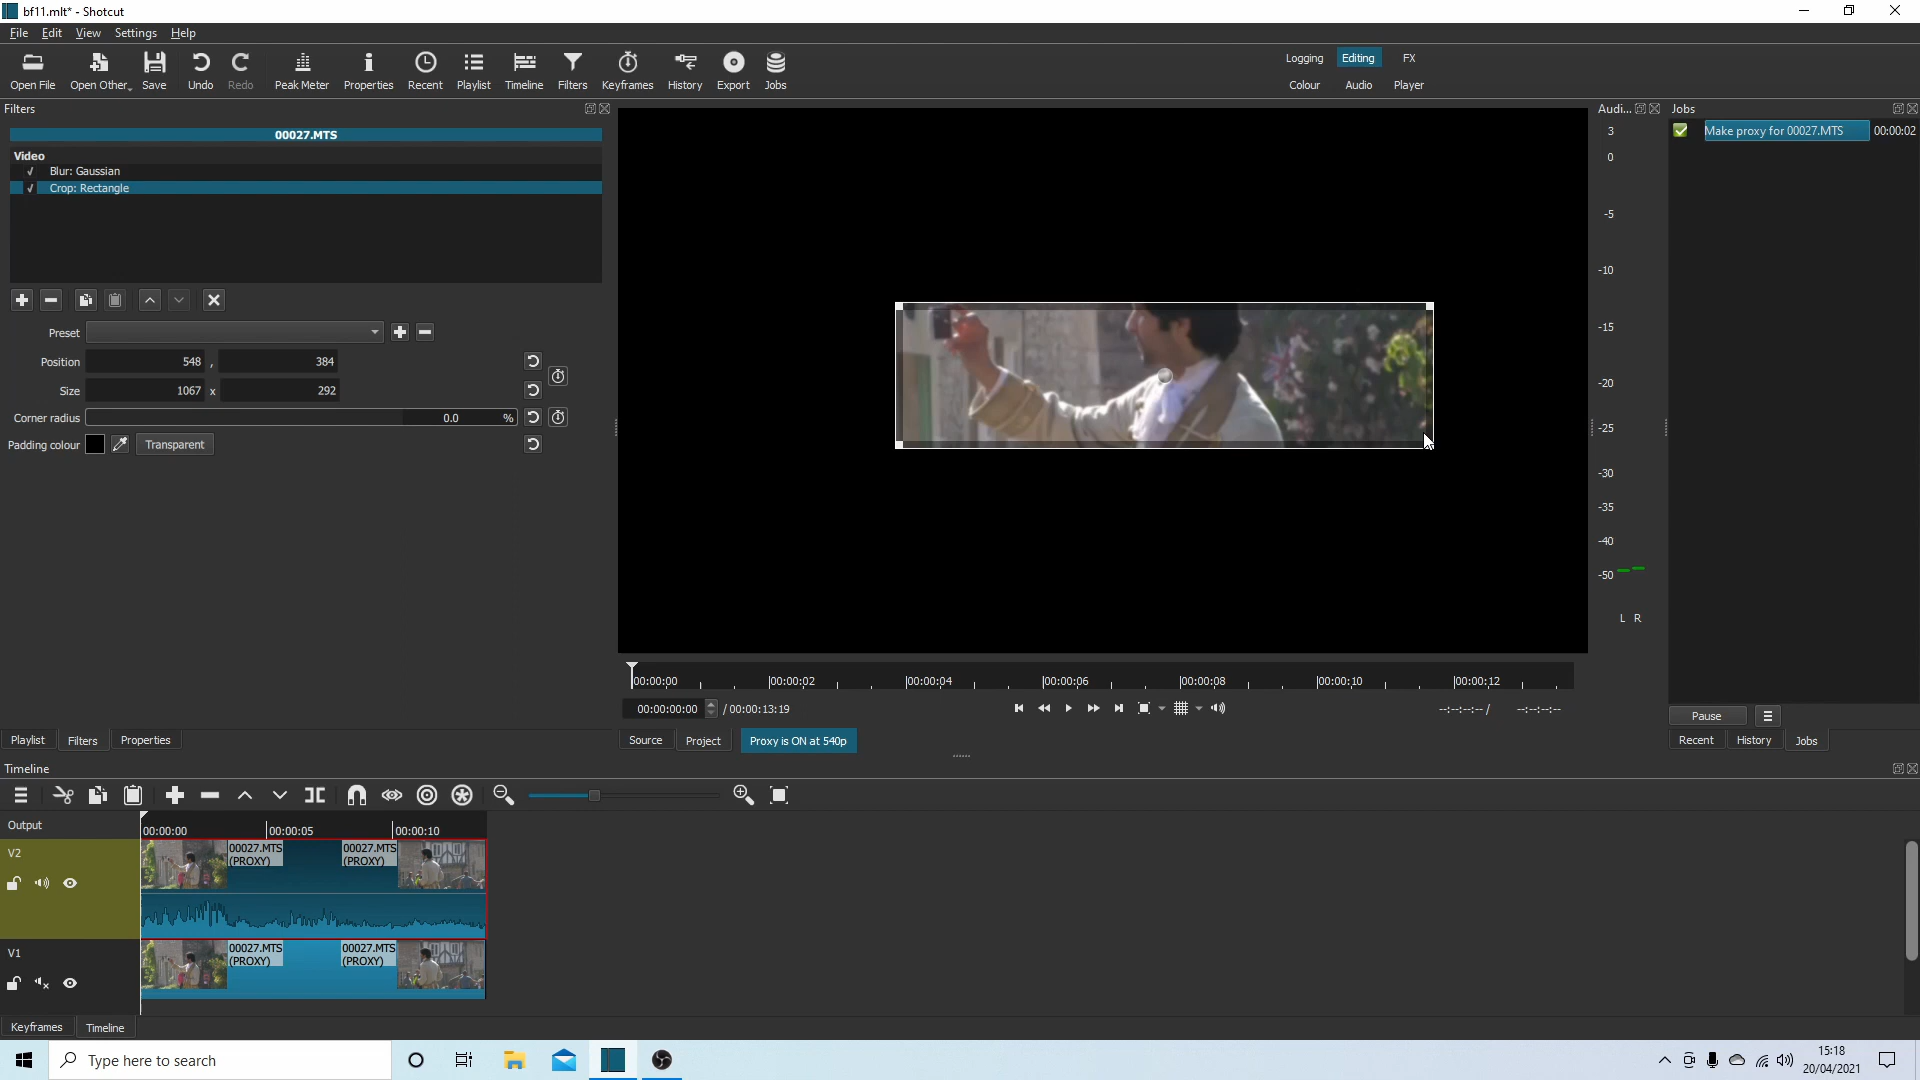 bf11.mlt* - Shotcut
File Edit View Settings Help
Open File Open Other... Save Undo Redo Peak Meter Properties Recent Playlist Timeline Filters Keyframes History Export Jobs
Logging Editing FX
Colour Audio Player
Filters
Audi...
Jobs
00027.MTS
Make proxy for 00027.MTS 00:00:02
Video
✓ Blur: Gaussian
✓ Crop: Rectangle
Preset
Position 548 , 384
Size 1067 x 292
Corner radius 0.0 %
Padding colour Transparent
3
0
-5
-10
-15
-20
-25
-30
-35
-40
-50
L R
00:00:00 00:00:02 00:00:04 00:00:06 00:00:08 00:00:10 00:00:12
00:00:00:00 / 00:00:13:19
--:--:--:-- / --:--:--:--
Pause
Playlist Filters Properties
Source Project Proxy is ON at 540p
Recent History Jobs
Timeline
Output
00:00:00 00:00:05 00:00:10
V2
00027.MTS (PROXY)
00027.MTS (PROXY)
V1
00027.MTS (PROXY)
00027.MTS (PROXY)
Keyframes Timeline
Type here to search
15:18
20/04/2021